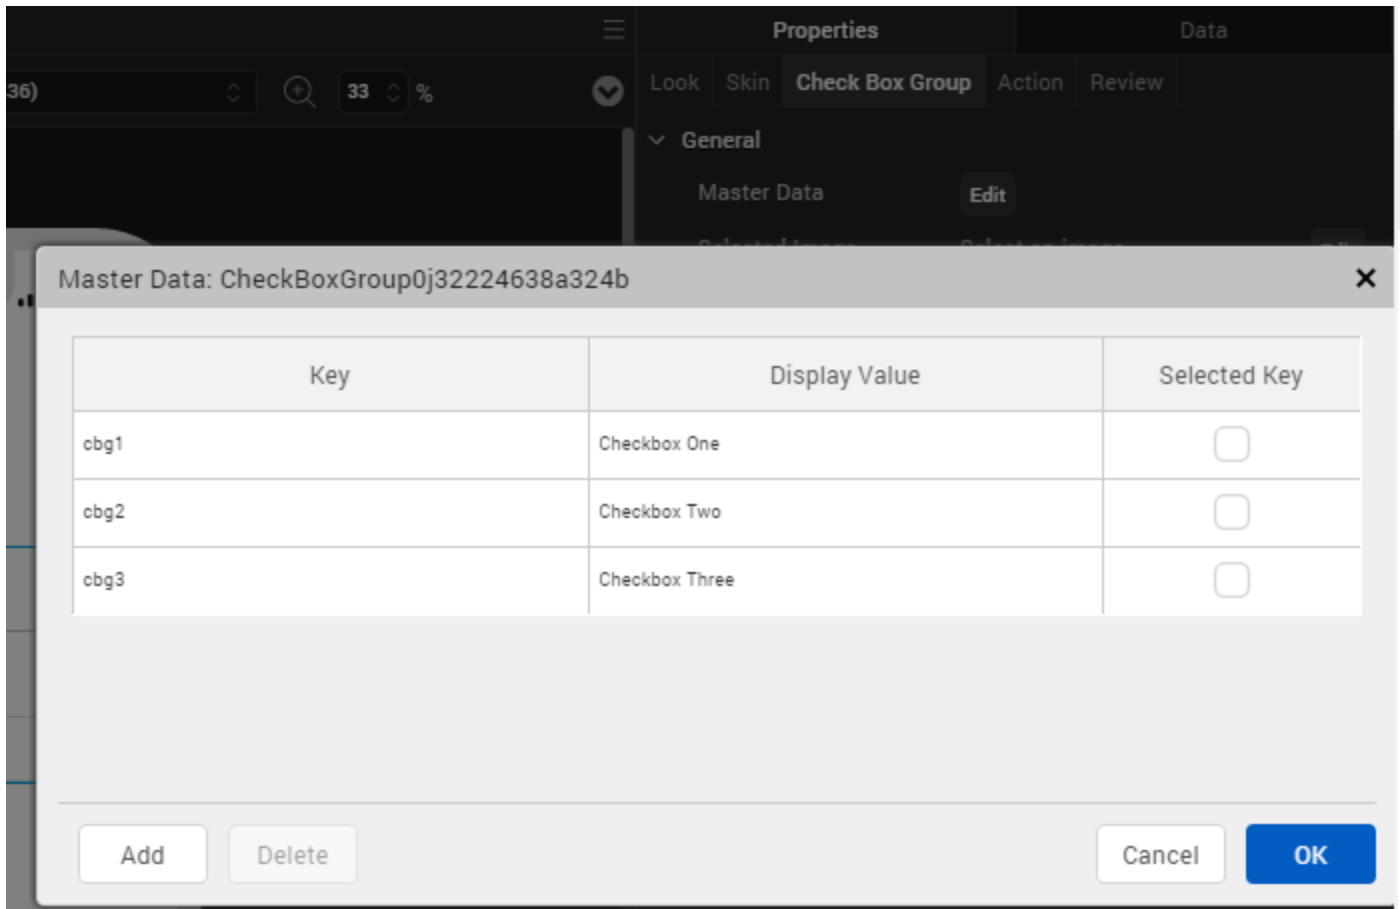 Properties
Data
36)
33
%
Look
Skin
Check Box Group
Action
Review
General
Master Data
Edit
Master Data: CheckBoxGroup0j32224638a324b
Key
Display Value
Selected Key
cbg1
Checkbox One
cbg2
Checkbox Two
cbg3
Checkbox Three
Add
Delete
Cancel
OK